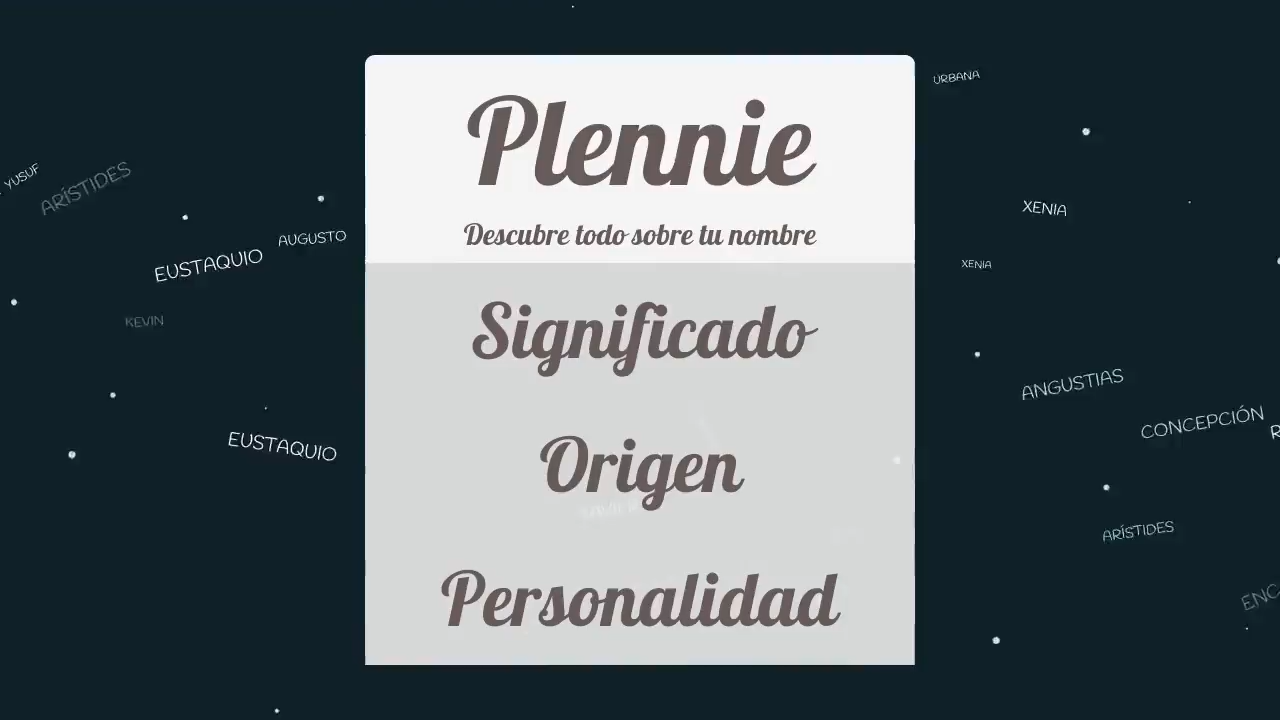 Plennie
Descubre todo sobre tu nombre
Significado
Origen
Personalidad
YUSUF
ARÍSTIDES
AUGUSTO
EUSTAQUIO
KEVIN
EUSTAQUIO
URBANA
XENIA
XENIA
ANGUSTIAS
CONCEPCIÓN
ARÍSTIDES